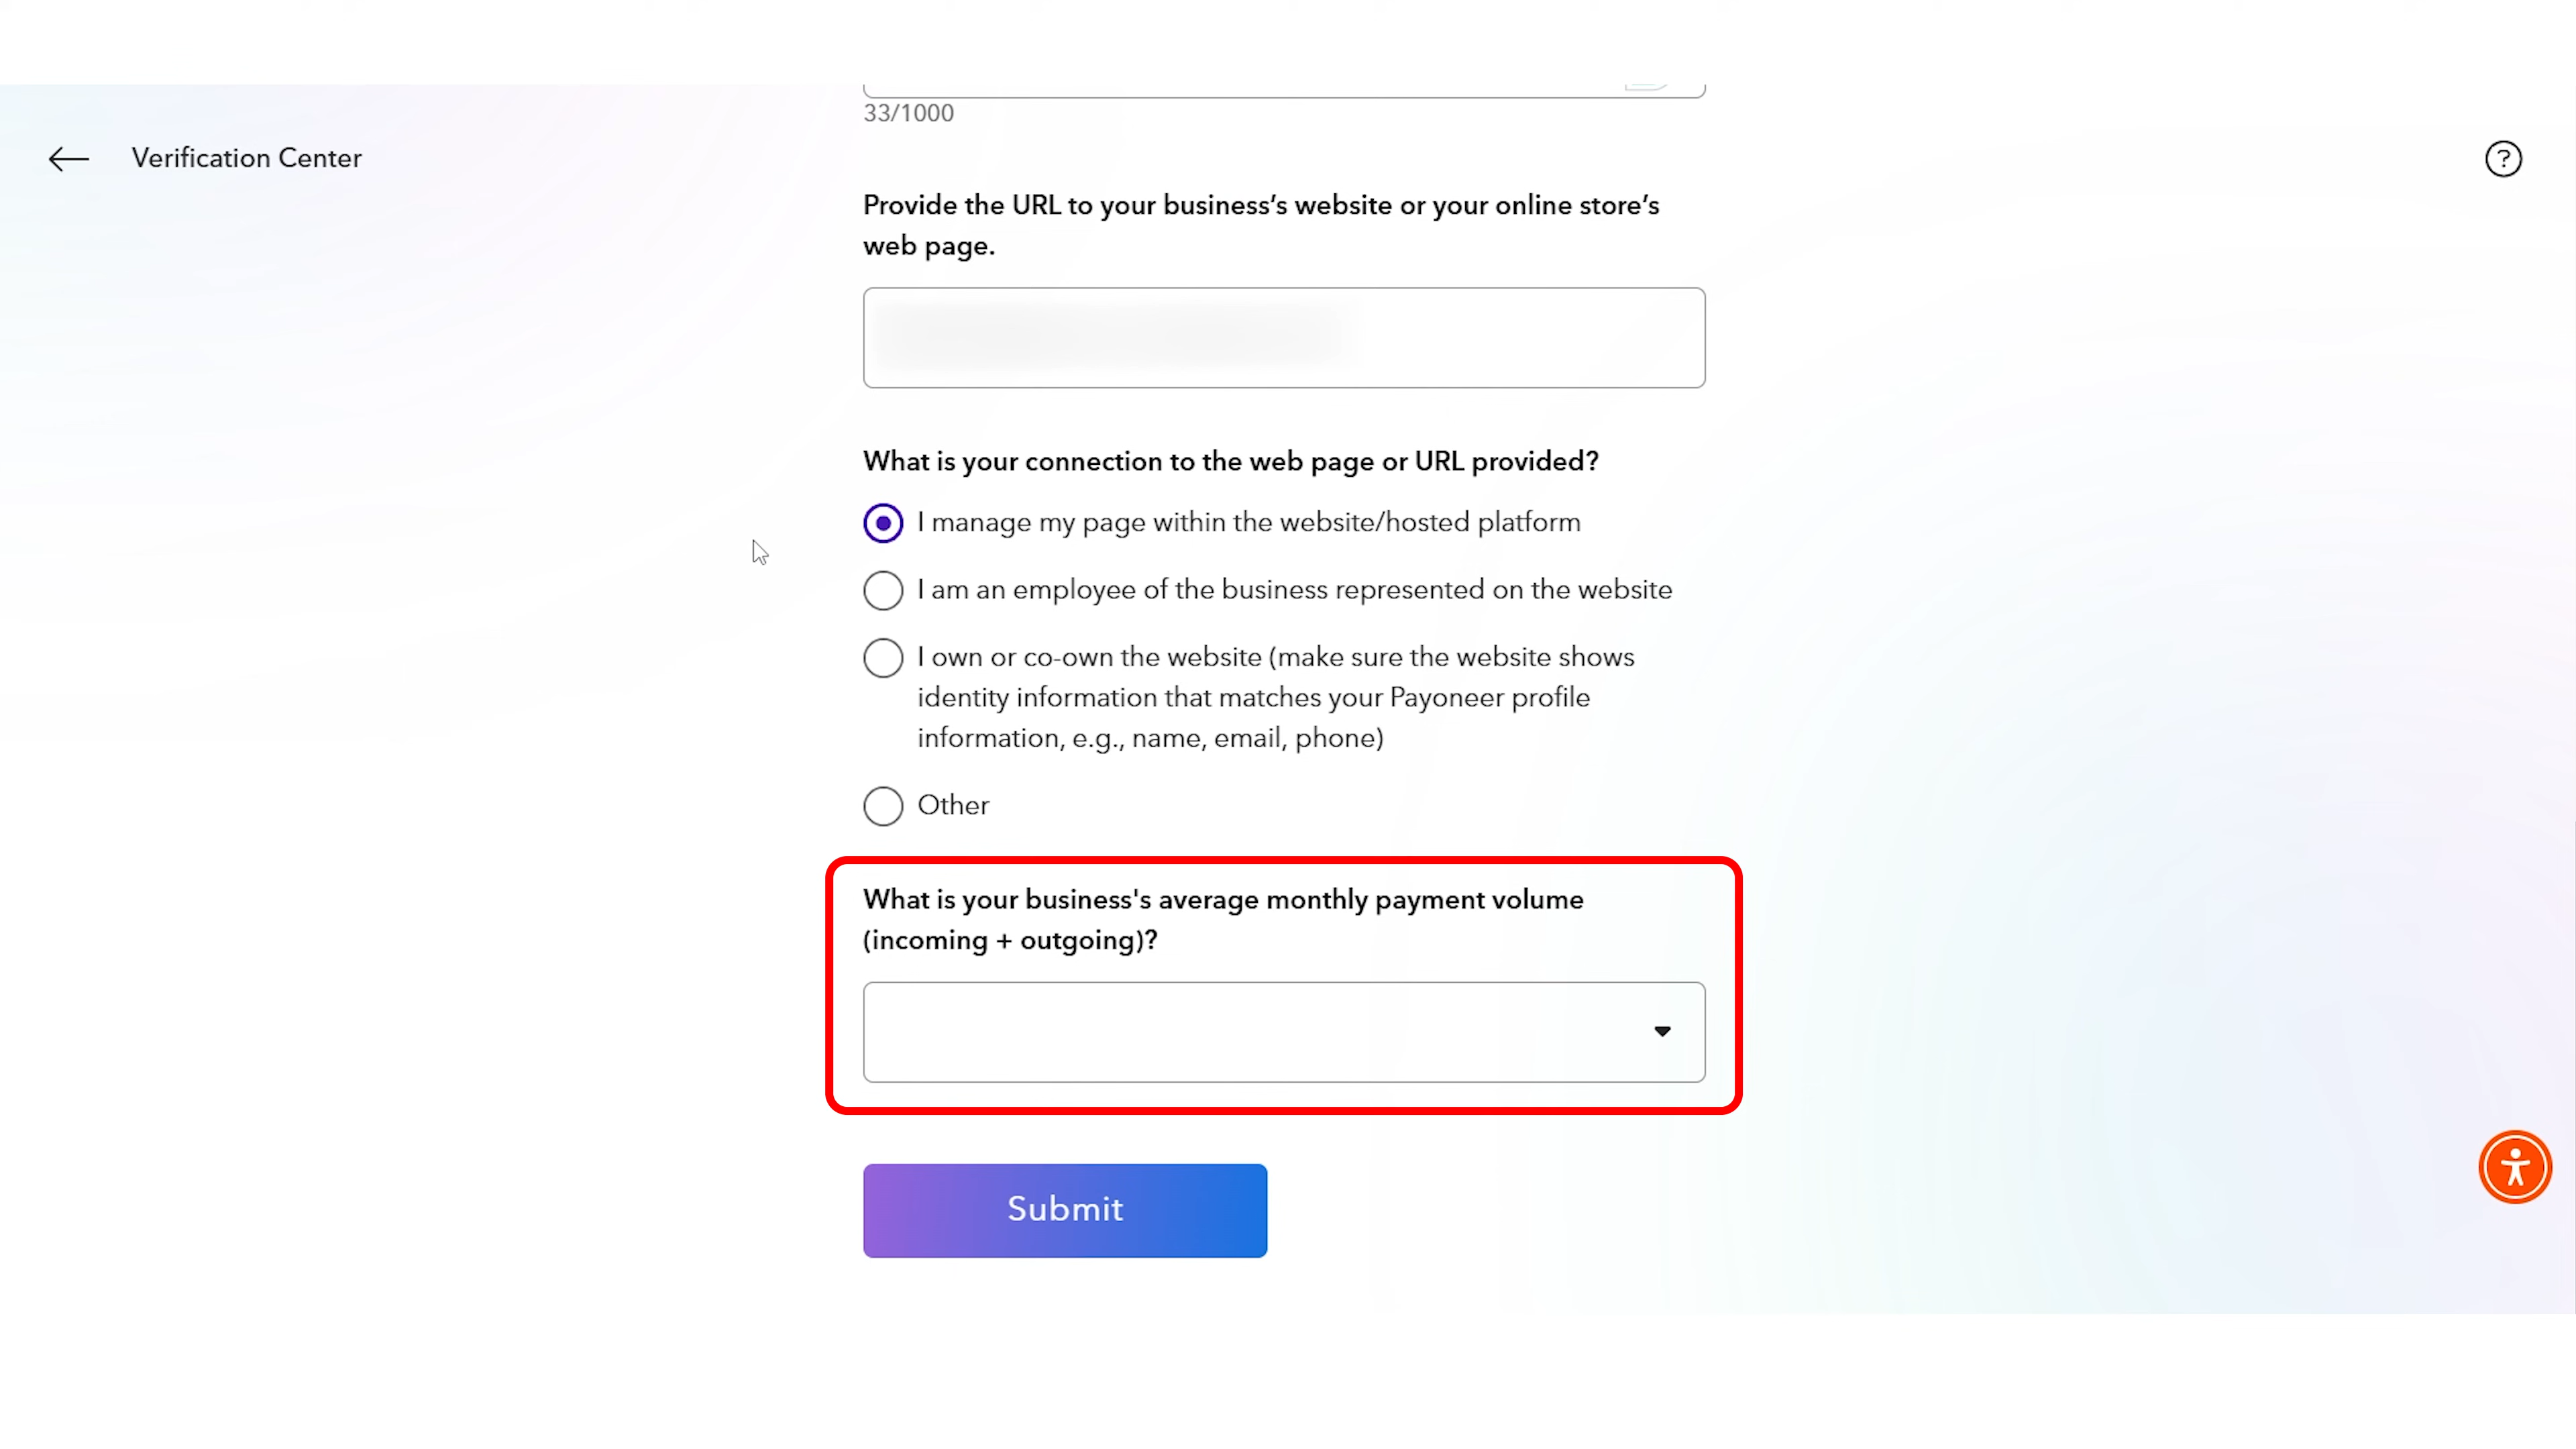 33/1000
Verification Center
?
Provide the URL to your business’s website or your online store’s
web page.
What is your connection to the web page or URL provided?
I manage my page within the website/hosted platform
I am an employee of the business represented on the website
I own or co-own the website (make sure the website shows
identity information that matches your Payoneer profile
information, e.g., name, email, phone)
Other
What is your business's average monthly payment volume
(incoming + outgoing)?
Submit